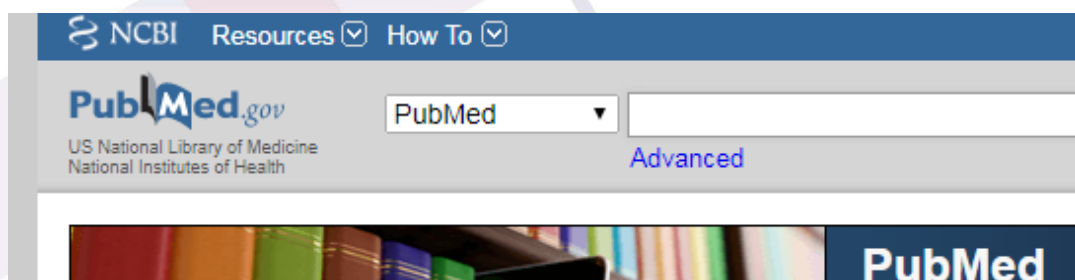 NCBI Resources How To
PubMed.gov
PubMed
US National Library of Medicine
National Institutes of Health
Advanced
PubMed